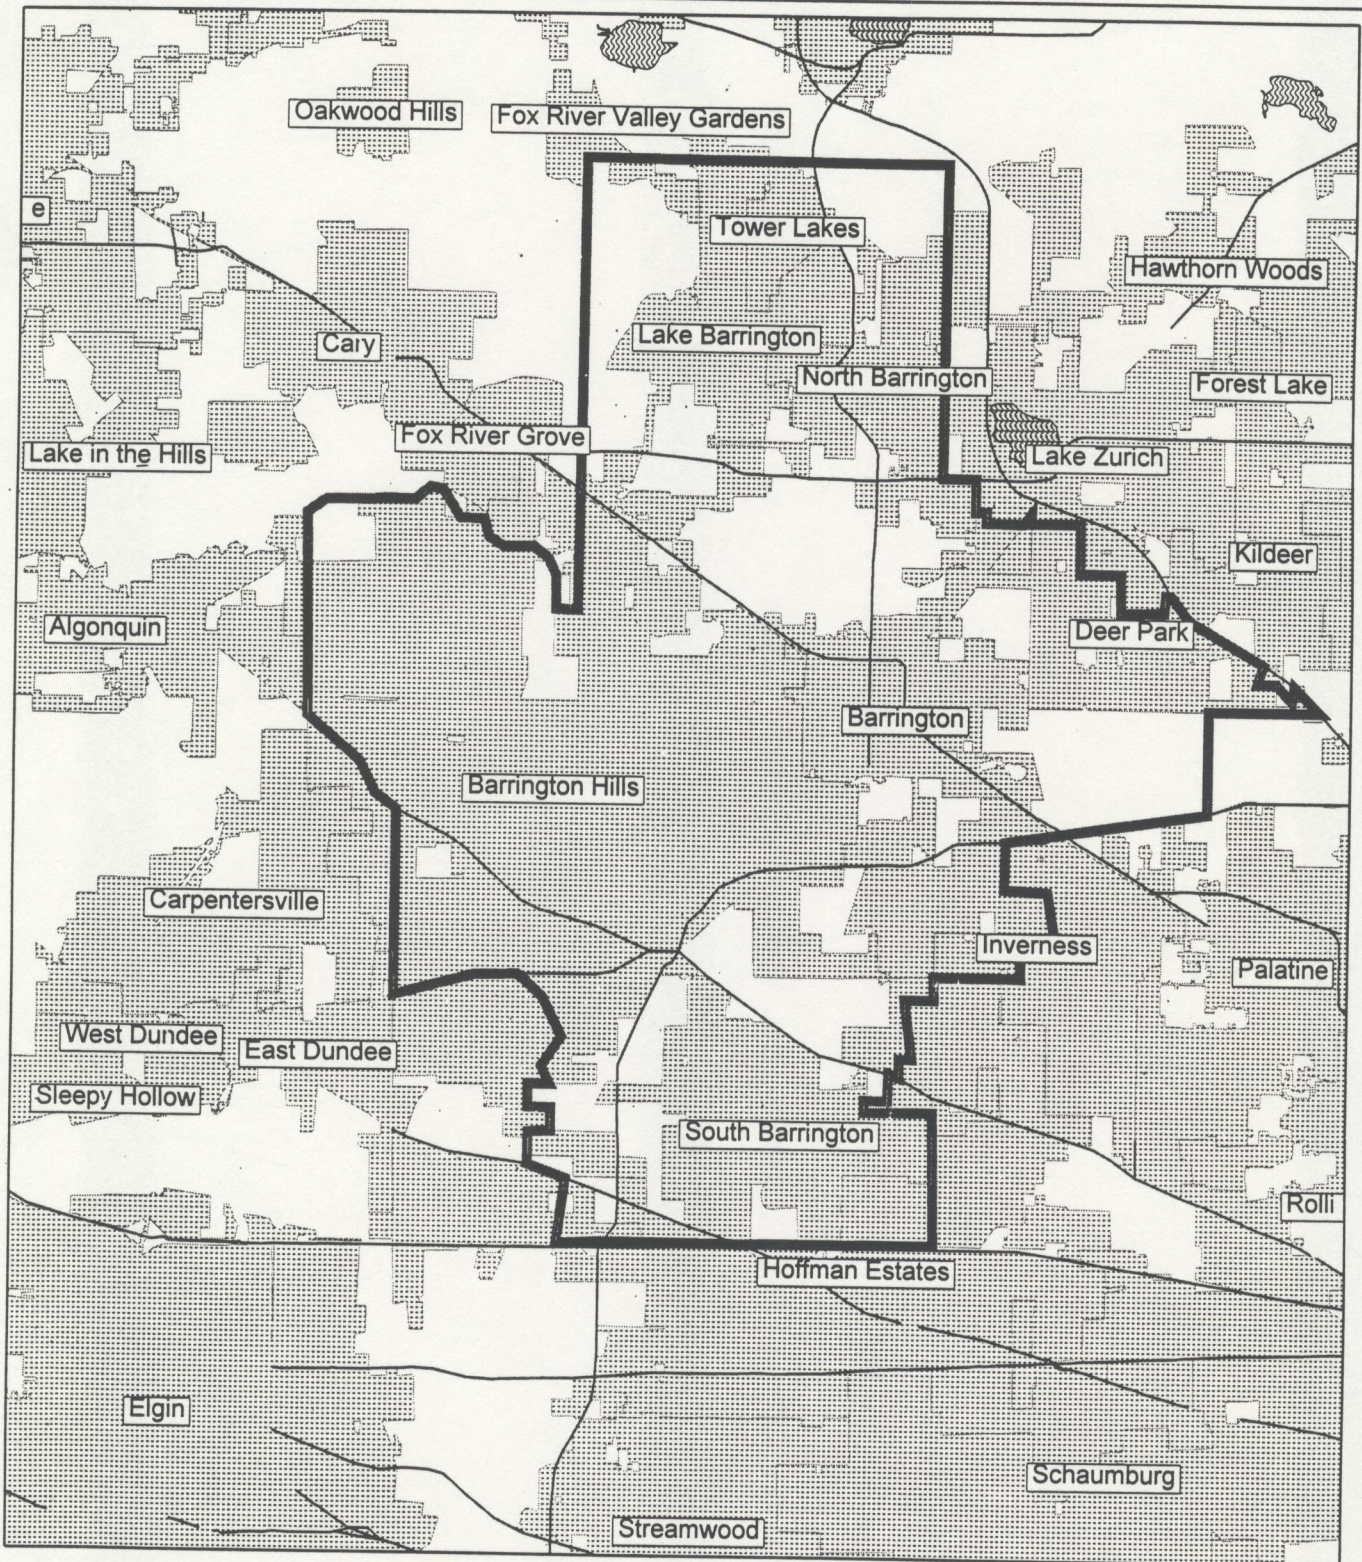 Oakwood Hills
Fox River Valley Gardens
e
Tower Lakes
Hawthorn Woods
Cary
Lake Barrington
North Barrington
Forest Lake
Fox River Grove
Lake in the Hills
Lake Zurich
Kildeer
Algonquin
Deer Park
Barrington
Barrington Hills
Carpentersville
Inverness
Palatine
West Dundee
East Dundee
Sleepy Hollow
South Barrington
Rolli
Hoffman Estates
Elgin
Schaumburg
Streamwood